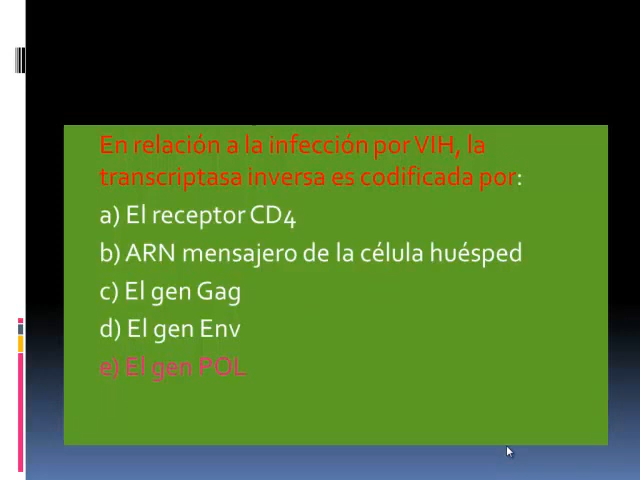 En relación a la infección por VIH, la
transcriptasa inversa es codificada por:
a) El receptor CD4
b) ARN mensajero de la célula huésped
c) El gen Gag
d) El gen Env
e) El gen POL